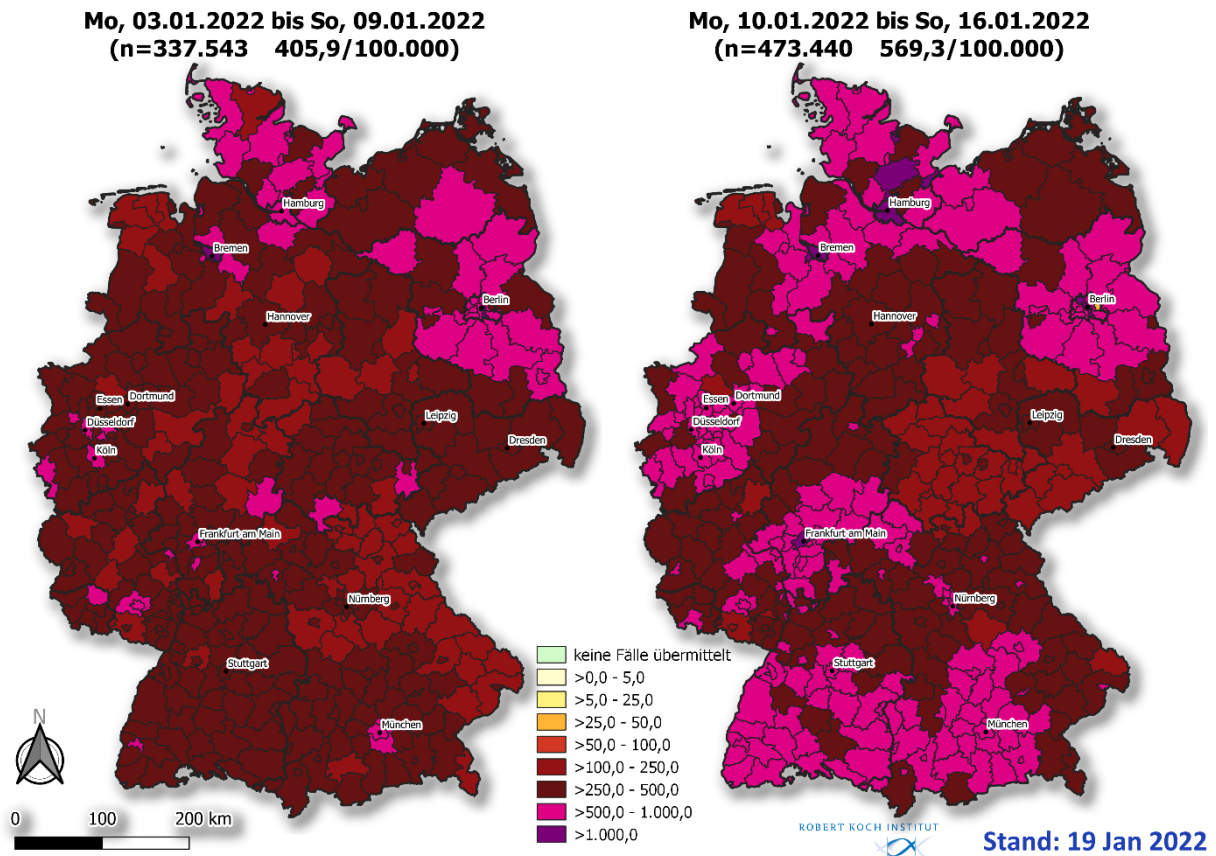 Mo, 03.01.2022 bis So, 09.01.2022
(n=337.543 405,9/100.000)
Mo, 10.01.2022 bis So, 16.01.2022
(n=473.440 569,3/100.000)
Hamburg
Bremen
Berlin
Hannover
Essen
Dortmund
Düsseldorf
Leipzig
Köln
Dresden
Frankfurt am Main
Nürnberg
Stuttgart
München
Hamburg
Bremen
Berlin
Hannover
Essen
Dortmund
Düsseldorf
Leipzig
Köln
Dresden
Frankfurt am Main
Nürnberg
Stuttgart
München
keine Fälle übermittelt
>0,0 - 5,0
>5,0 - 25,0
>25,0 - 50,0
>50,0 - 100,0
>100,0 - 250,0
>250,0 - 500,0
>500,0 - 1.000,0
>1.000,0
N
0 100 200 km
ROBERT KOCH INSTITUT
Stand: 19 Jan 2022